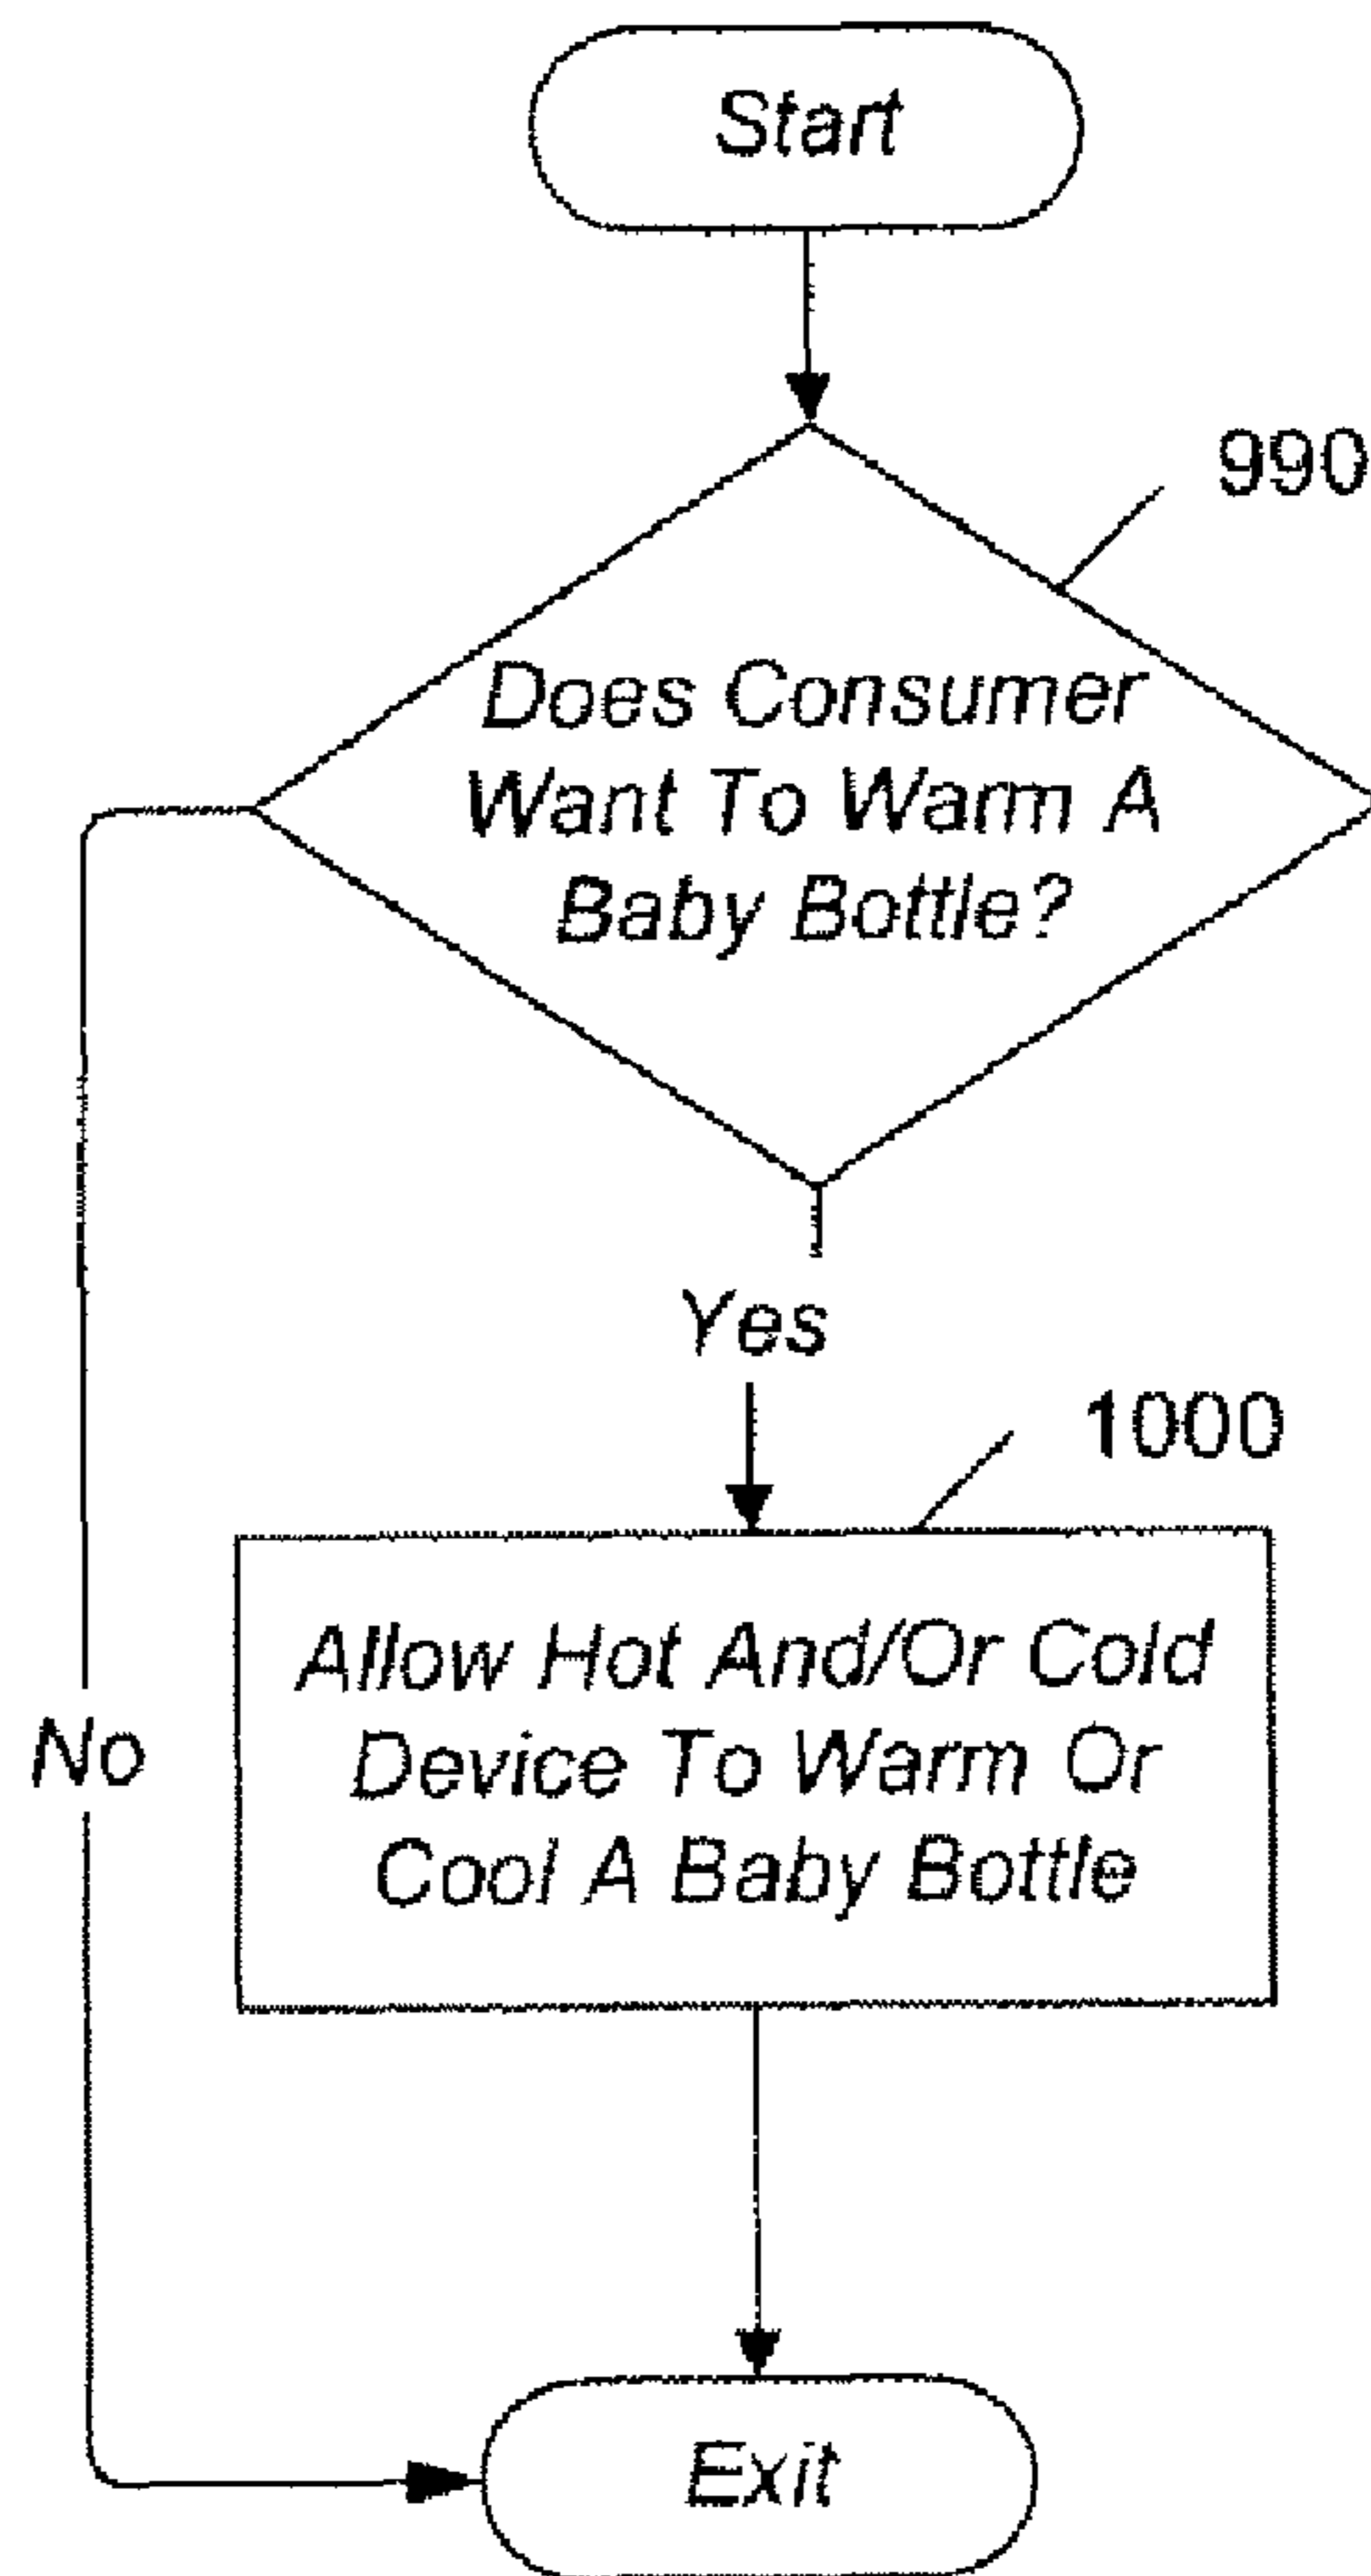 Start
990
Does Consumer
Want To Warm A
Baby Bottle?
Yes
1000
Allow Hot And/Or Cold
Device To Warm Or
Cool A Baby Bottle
No
Exit